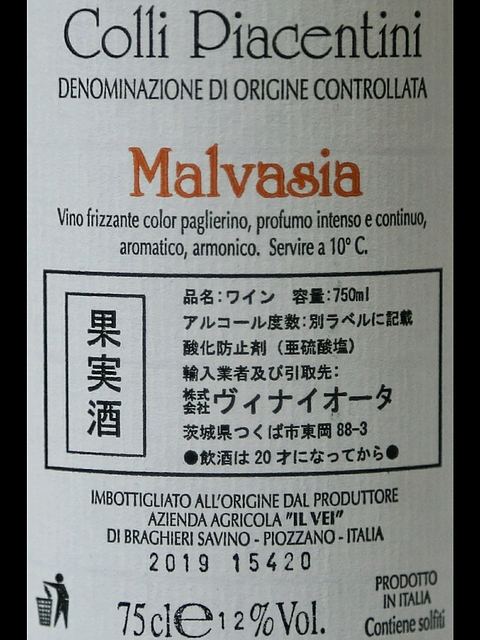 Colli Piacentini
DENOMINAZIONE DI ORIGINE CONTROLLATA
Malvasia
Vino frizzante color paglierino, profumo intenso e continuo,
aromatico, armonico. Servire a 10° C.
果実酒
品名:ワイン 容量:750ml
アルコール度数:別ラベルに記載
酸化防止剤(亜硫酸塩)
輸入業者及び引取先:
株式会社ヴィナイオータ
茨城県つくば市東岡 88-3
●飲酒は 20 才になってから●
IMBOTTIGLIATO ALL'ORIGINE DAL PRODUTTORE
AZIENDA AGRICOLA "IL VEI"
DI BRAGHIERI SAVINO - PIOZZANO - ITALIA
2019 15420
75cl e 12%Vol.
PRODOTTO
IN ITALIA
Contiene solfiti